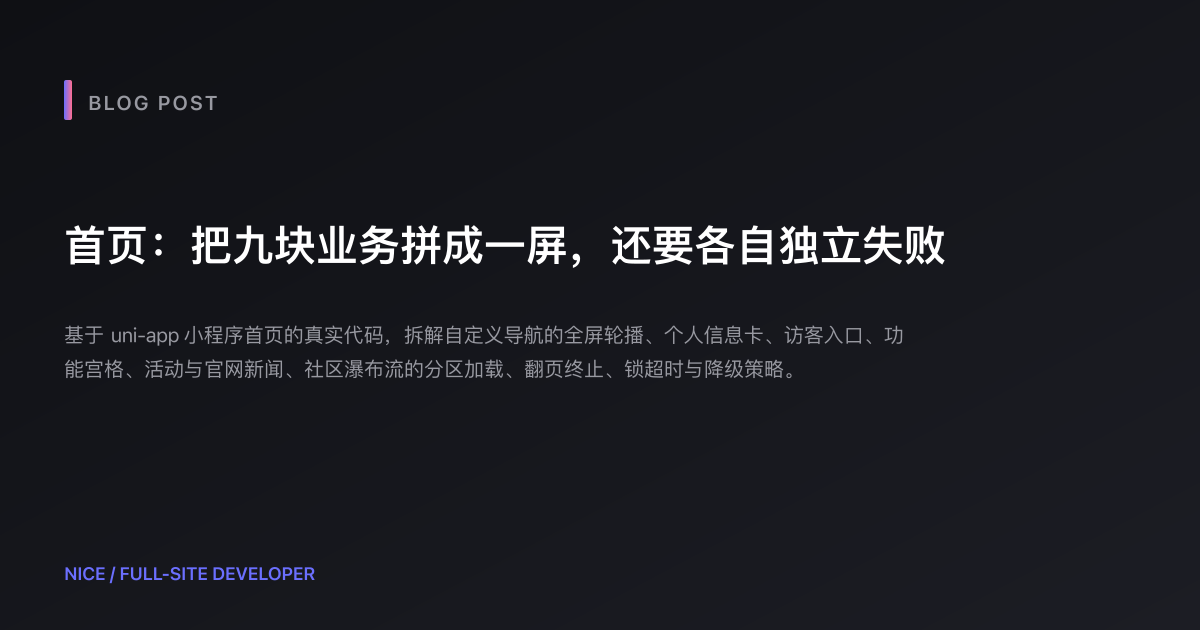 BLOG POST
首页：把九块业务拼成一屏，还要各自独立失败
基于 uni-app 小程序首页的真实代码，拆解自定义导航的全屏轮播、个人信息卡、访客入口、功
能宫格、活动与官网新闻、社区瀑布流的分区加载、翻页终止、锁超时与降级策略。
NICE / FULL-SITE DEVELOPER